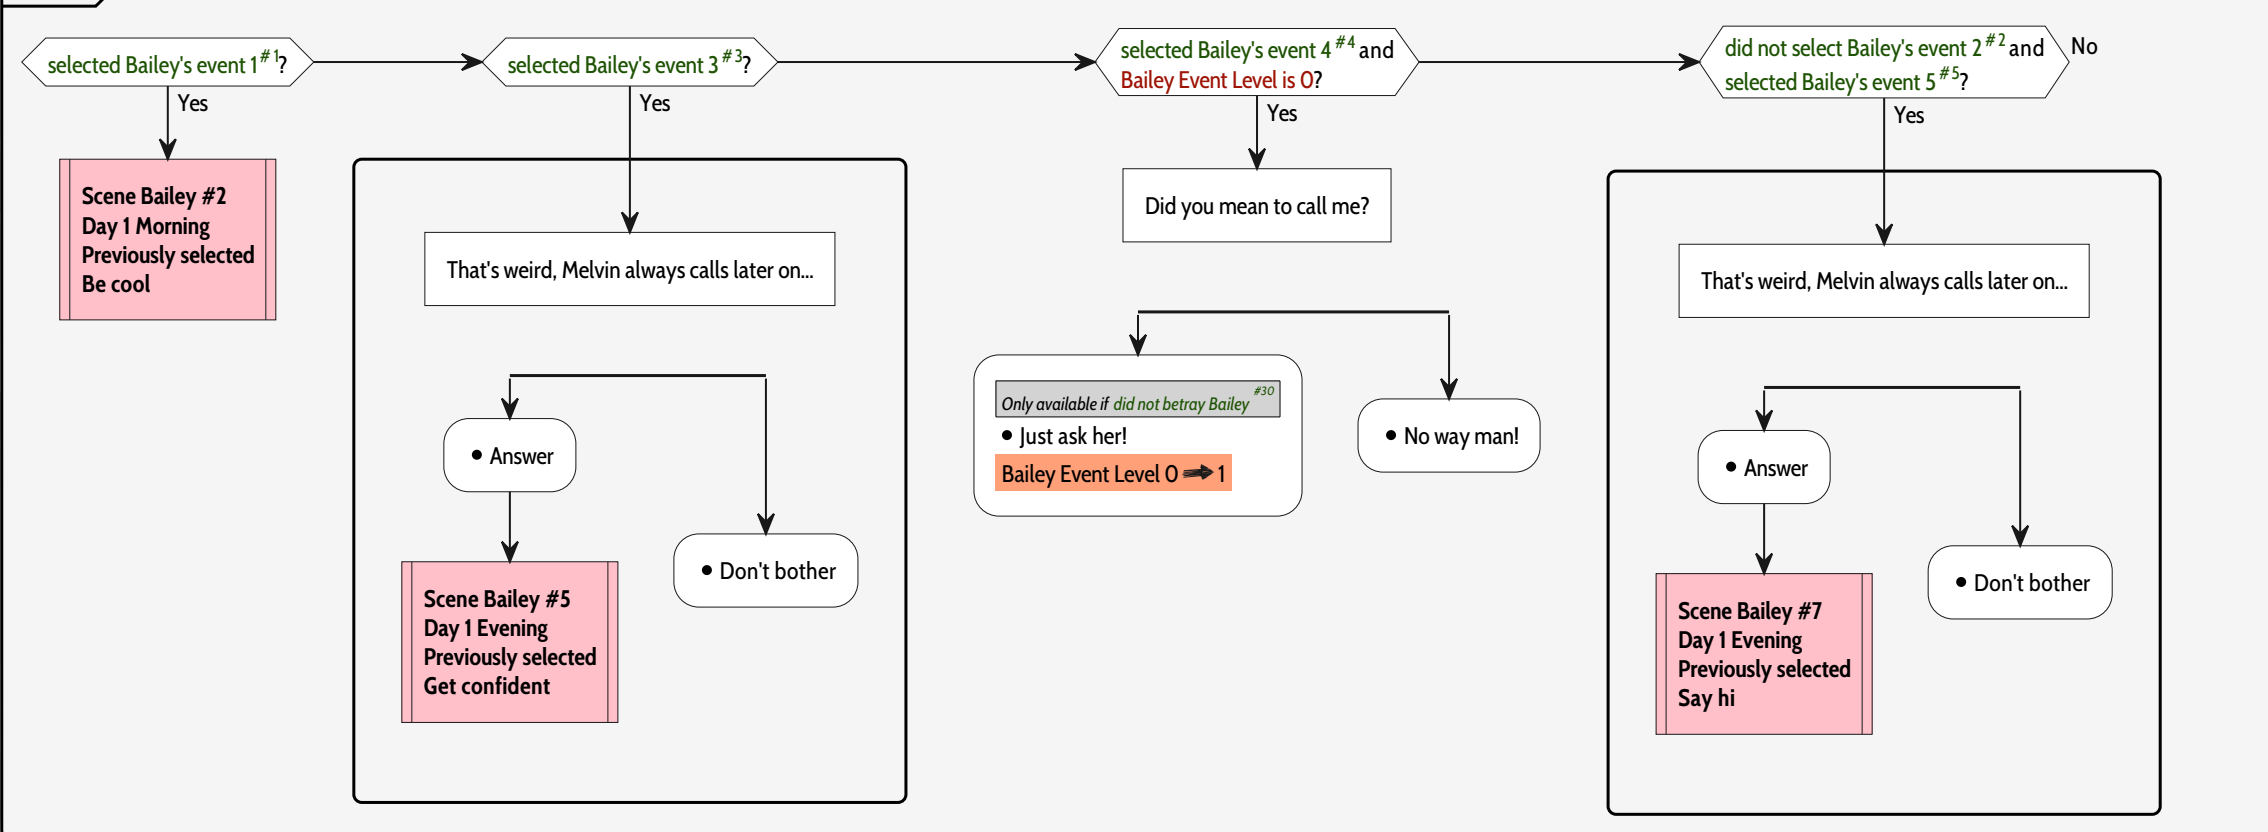 selected Bailey's event 1 #1?
Yes
Scene Bailey #2
Day 1 Morning
Previously selected
Be cool
selected Bailey's event 3 #3?
Yes
That's weird, Melvin always calls later on...
• Answer
Scene Bailey #5
Day 1 Evening
Previously selected
Get confident
• Don't bother
selected Bailey's event 4 #4 and
Bailey Event Level is 0?
Yes
Did you mean to call me?
Only available if did not betray Bailey #30
• Just ask her!
Bailey Event Level 0 ➡ 1
• No way man!
did not select Bailey's event 2 #2 and
selected Bailey's event 5 #5?
No
Yes
That's weird, Melvin always calls later on...
• Answer
Scene Bailey #7
Day 1 Evening
Previously selected
Say hi
• Don't bother